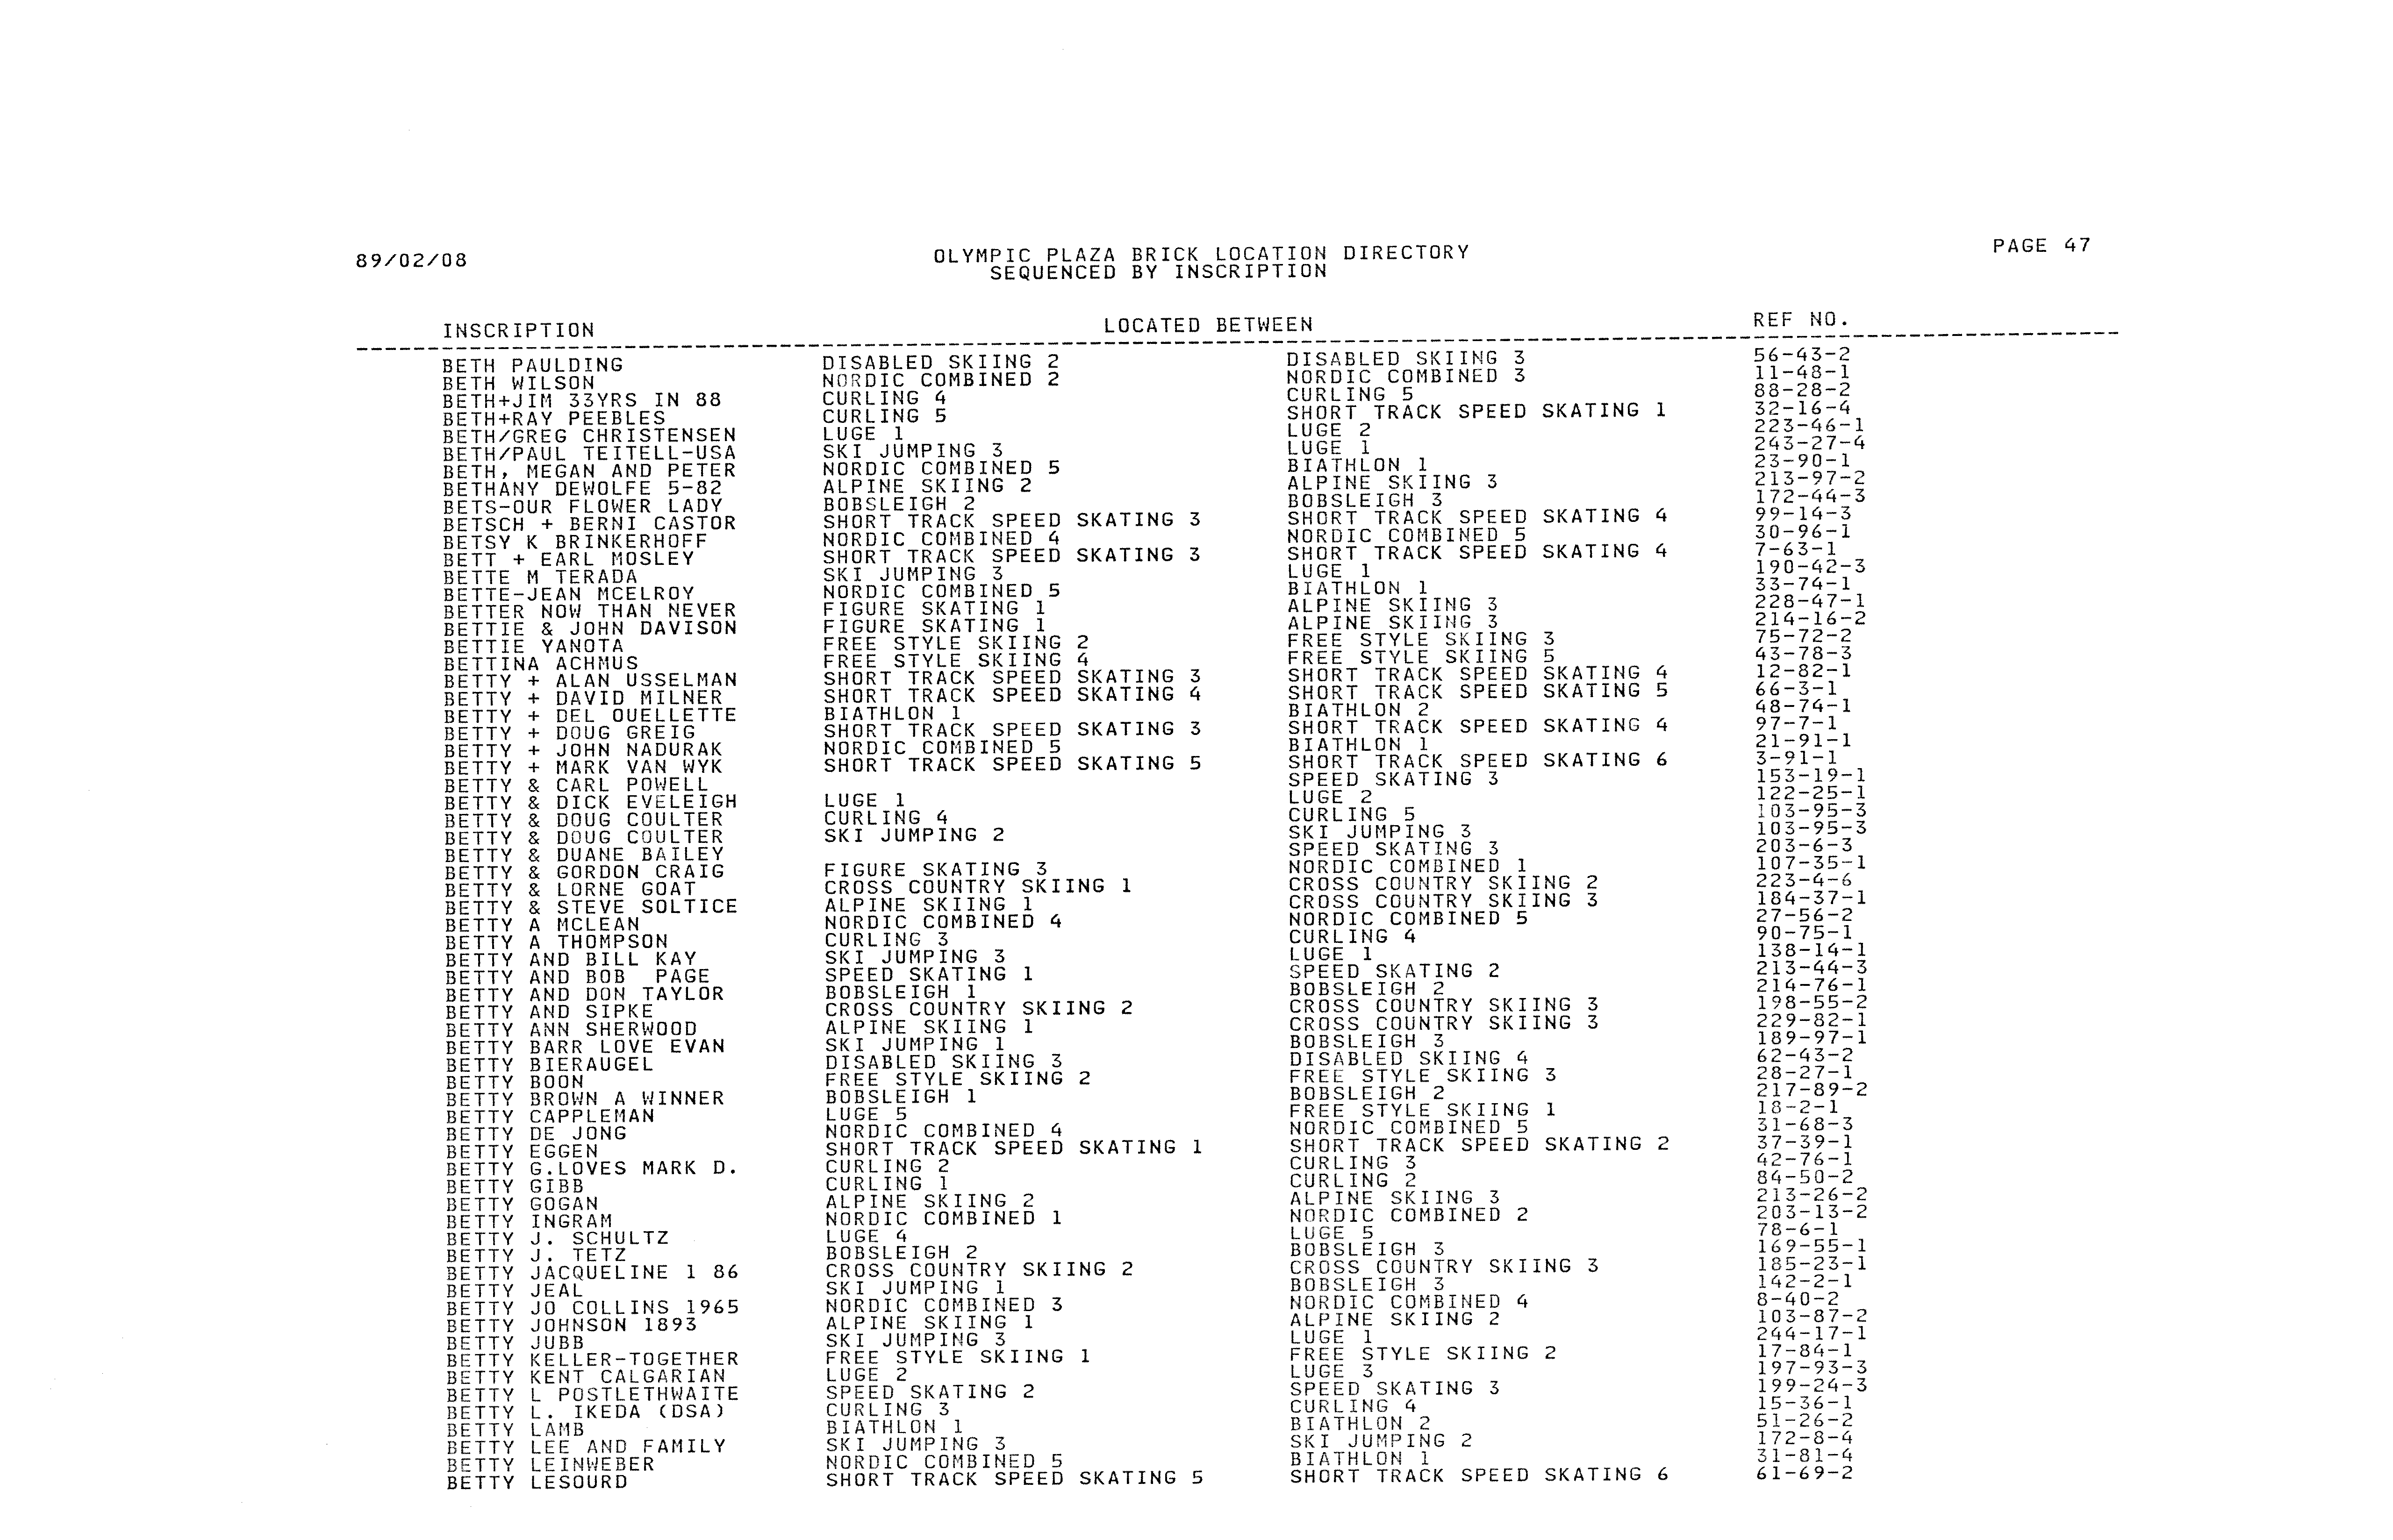 89/02/08 OLYMPIC PLAZA BRICK LOCATION DIRECTORY PAGE 47
SEQUENCED BY INSCRIPTION
INSCRIPTION LOCATED BETWEEN REF NO.
BETH PAULDING DISABLED SKIING 2 DISABLED SKIING 3 56-43-2
BETH WILSON NORDIC COMBINED 2 NORDIC COMBINED 3 11-48-1
BETH+JIM 33YRS IN 88 CURLING 4 CURLING 5 88-28-2
BETH+RAY PEEBLES CURLING 5 SHORT TRACK SPEED SKATING 1 32-16-4
BETH/GREG CHRISTENSEN LUGE 1 LUGE 2 223-46-1
BETH/PAUL TEITELL-USA SKI JUMPING 3 LUGE 1 243-27-4
BETH, MEGAN AND PETER NORDIC COMBINED 5 BIATHLON 1 23-90-1
BETHANY DEWOLFE 5-82 ALPINE SKIING 2 ALPINE SKIING 3 213-97-2
BETS-OUR FLOWER LADY BOBSLEIGH 2 BOBSLEIGH 3 172-44-3
BETSCH + BERNI CASTOR SHORT TRACK SPEED SKATING 3 SHORT TRACK SPEED SKATING 4 99-14-3
BETSY K BRINKERHOFF NORDIC COMBINED 4 NORDIC COMBINED 5 30-96-1
BETT + EARL MOSLEY SHORT TRACK SPEED SKATING 3 SHORT TRACK SPEED SKATING 4 7-63-1
BETTE M TERADA SKI JUMPING 3 LUGE 1 190-42-3
BETTE-JEAN MCELROY NORDIC COMBINED 5 BIATHLON 1 33-74-1
BETTER NOW THAN NEVER FIGURE SKATING 1 ALPINE SKIING 3 228-47-1
BETTIE & JOHN DAVISON FIGURE SKATING 1 ALPINE SKIING 3 214-16-2
BETTIE YANOTA FREE STYLE SKIING 2 FREE STYLE SKIING 3 75-72-2
BETTINA ACHMUS FREE STYLE SKIING 4 FREE STYLE SKIING 5 43-78-3
BETTY + ALAN USSELMAN SHORT TRACK SPEED SKATING 3 SHORT TRACK SPEED SKATING 4 12-82-1
BETTY + DAVID MILNER SHORT TRACK SPEED SKATING 4 SHORT TRACK SPEED SKATING 5 66-3-1
BETTY + DEL OUELLETTE BIATHLON 1 BIATHLON 2 48-74-1
BETTY + DOUG GREIG SHORT TRACK SPEED SKATING 3 SHORT TRACK SPEED SKATING 4 97-7-1
BETTY + JOHN NADURAK NORDIC COMBINED 5 BIATHLON 1 21-91-1
BETTY + MARK VAN WYK SHORT TRACK SPEED SKATING 5 SHORT TRACK SPEED SKATING 6 3-91-1
BETTY & CARL POWELL SPEED SKATING 3 153-19-1
BETTY & DICK EVELEIGH LUGE 1 LUGE 2 122-25-1
BETTY & DOUG COULTER CURLING 4 CURLING 5 103-95-3
BETTY & DOUG COULTER SKI JUMPING 2 SKI JUMPING 3 103-95-3
BETTY & DUANE BAILEY SPEED SKATING 3 203-6-3
BETTY & GORDON CRAIG FIGURE SKATING 3 NORDIC COMBINED 1 107-35-1
BETTY & LORNE GOAT CROSS COUNTRY SKIING 1 CROSS COUNTRY SKIING 2 223-4-6
BETTY & STEVE SOLTICE ALPINE SKIING 1 CROSS COUNTRY SKIING 3 184-37-1
BETTY A MCLEAN NORDIC COMBINED 4 NORDIC COMBINED 5 27-56-2
BETTY A THOMPSON CURLING 3 CURLING 4 90-75-1
BETTY AND BILL KAY SKI JUMPING 3 LUGE 1 138-14-1
BETTY AND BOB  PAGE SPEED SKATING 1 SPEED SKATING 2 213-44-3
BETTY AND DON TAYLOR BOBSLEIGH 1 BOBSLEIGH 2 214-76-1
BETTY AND SIPKE CROSS COUNTRY SKIING 2 CROSS COUNTRY SKIING 3 198-55-2
BETTY ANN SHERWOOD ALPINE SKIING 1 CROSS COUNTRY SKIING 3 229-82-1
BETTY BARR LOVE EVAN SKI JUMPING 1 BOBSLEIGH 3 189-97-1
BETTY BIERAUGEL DISABLED SKIING 3 DISABLED SKIING 4 62-43-2
BETTY BOON FREE STYLE SKIING 2 FREE STYLE SKIING 3 28-27-1
BETTY BROWN A WINNER BOBSLEIGH 1 BOBSLEIGH 2 217-89-2
BETTY CAPPLEMAN LUGE 5 FREE STYLE SKIING 1 18-2-1
BETTY DE JONG NORDIC COMBINED 4 NORDIC COMBINED 5 31-68-3
BETTY EGGEN SHORT TRACK SPEED SKATING 1 SHORT TRACK SPEED SKATING 2 37-39-1
BETTY G.LOVES MARK D. CURLING 2 CURLING 3 42-76-1
BETTY GIBB CURLING 1 CURLING 2 84-50-2
BETTY GOGAN ALPINE SKIING 2 ALPINE SKIING 3 213-26-2
BETTY INGRAM NORDIC COMBINED 1 NORDIC COMBINED 2 203-13-2
BETTY J. SCHULTZ LUGE 4 LUGE 5 78-6-1
BETTY J. TETZ BOBSLEIGH 2 BOBSLEIGH 3 169-55-1
BETTY JACQUELINE 1 86 CROSS COUNTRY SKIING 2 CROSS COUNTRY SKIING 3 185-23-1
BETTY JEAL SKI JUMPING 1 BOBSLEIGH 3 142-2-1
BETTY JO COLLINS 1965 NORDIC COMBINED 3 NORDIC COMBINED 4 8-40-2
BETTY JOHNSON 1893 ALPINE SKIING 1 ALPINE SKIING 2 103-87-2
BETTY JUBB SKI JUMPING 3 LUGE 1 244-17-1
BETTY KELLER-TOGETHER FREE STYLE SKIING 1 FREE STYLE SKIING 2 17-84-1
BETTY KENT CALGARIAN LUGE 2 LUGE 3 197-93-3
BETTY L POSTLETHWAITE SPEED SKATING 2 SPEED SKATING 3 199-24-3
BETTY L. IKEDA (DSA) CURLING 3 CURLING 4 15-36-1
BETTY LAMB BIATHLON 1 BIATHLON 2 51-26-2
BETTY LEE AND FAMILY SKI JUMPING 3 SKI JUMPING 2 172-8-4
BETTY LEINWEBER NORDIC COMBINED 5 BIATHLON 1 31-81-4
BETTY LESOURD SHORT TRACK SPEED SKATING 5 SHORT TRACK SPEED SKATING 6 61-69-2